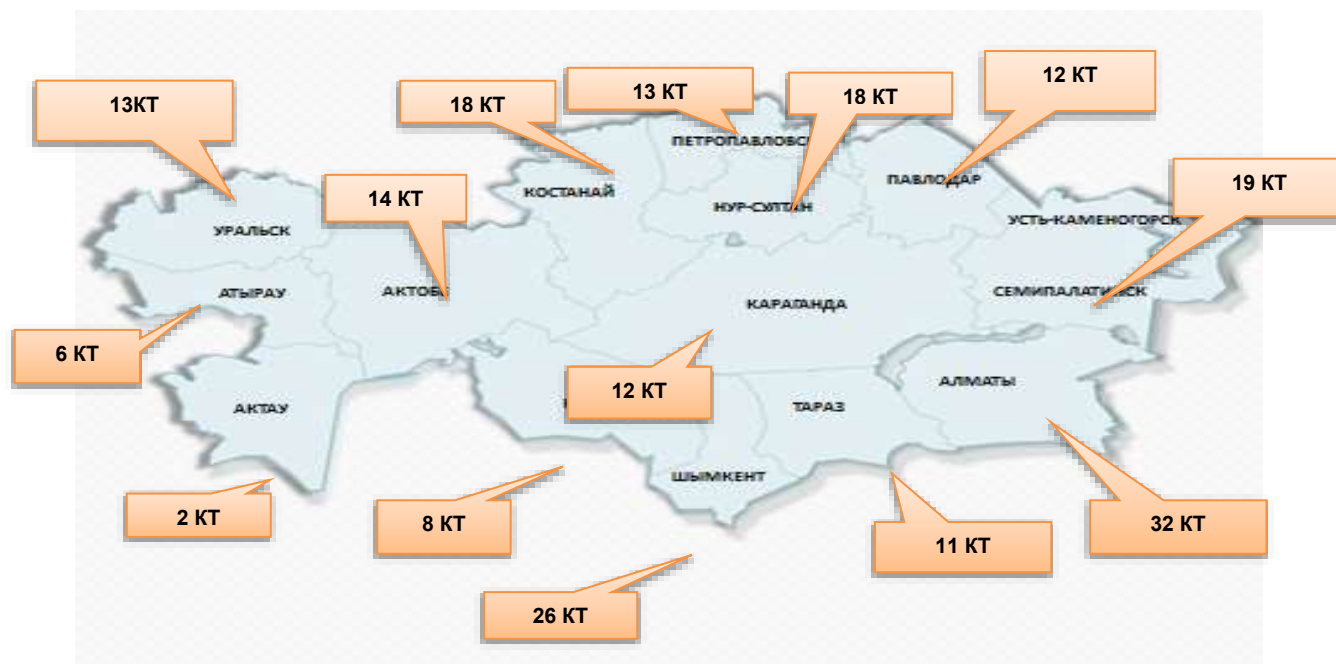 13КТ
18 КТ
13 КТ
18 КТ
12 КТ
19 КТ
14 КТ
ПЕТРОПАВЛОВС
КОСТАНАЙ
ПАВЛОДАР
НУР-СУЛТАН
УСТЬ-КАМЕНОГОРСК
УРАЛЬСК
АТЫРАУ
АКТОБЕ
КАРАГАНДА
СЕМИПАЛАТИНСК
6 КТ
12 КТ
АЛМАТЫ
АКТАУ
ТАРАЗ
ШЫМКЕНТ
2 КТ
8 КТ
11 КТ
32 КТ
26 КТ